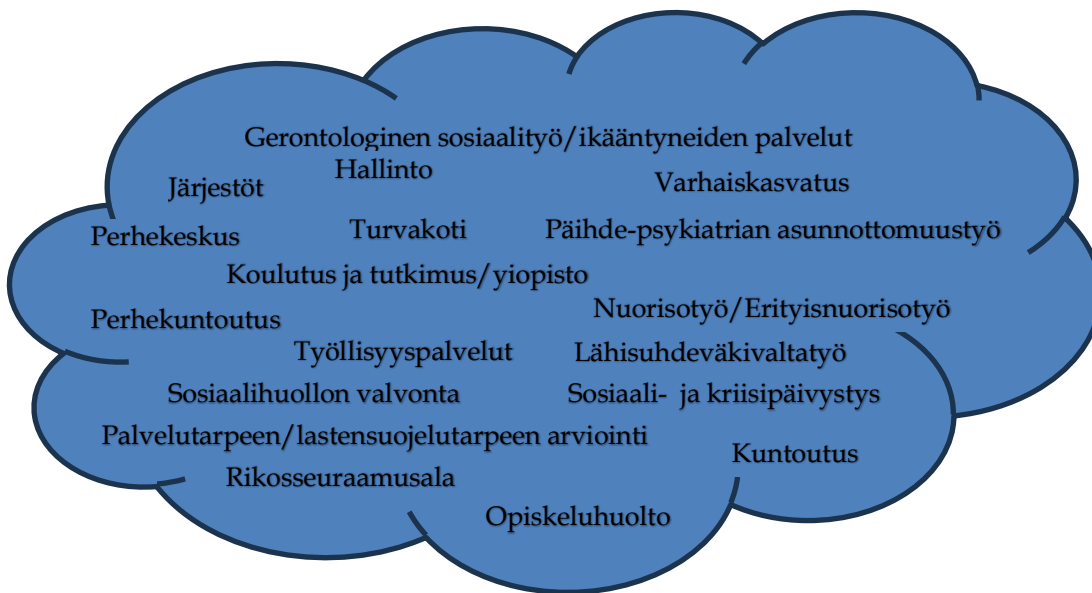 Gerontologinen sosiaalityö/ikääntyneiden palvelut
Hallinto
Järjestöt
Varhaiskasvatus
Perhekeskus
Turvakoti
Päihde-psykiatrian asunnottomuustyö
Koulutus ja tutkimus/yiopisto
Nuorisotyö/Erityisnuorisotyö
Perhekuntoutus
Työllisyyspalvelut
Lähisuhdeväkivaltatyö
Sosiaalihuollon valvonta
Sosiaali- ja kriisipäivystys
Palvelutarpeen/lastensuojelutarpeen arviointi
Kuntoutus
Rikosseuraamusala
Opiskeluhuolto